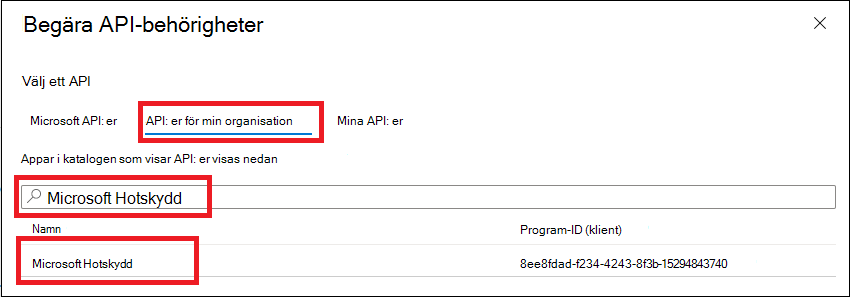 Begära API-behörigheter
Välj ett API
Microsoft API: er API: er för min organisation Mina API: er
Appar i katalogen som visar API: er visas nedan
Microsoft Hotskydd
Namn Program-ID (klient)
Microsoft Hotskydd 8ee8fdad-f234-4243-8f3b-15294843740